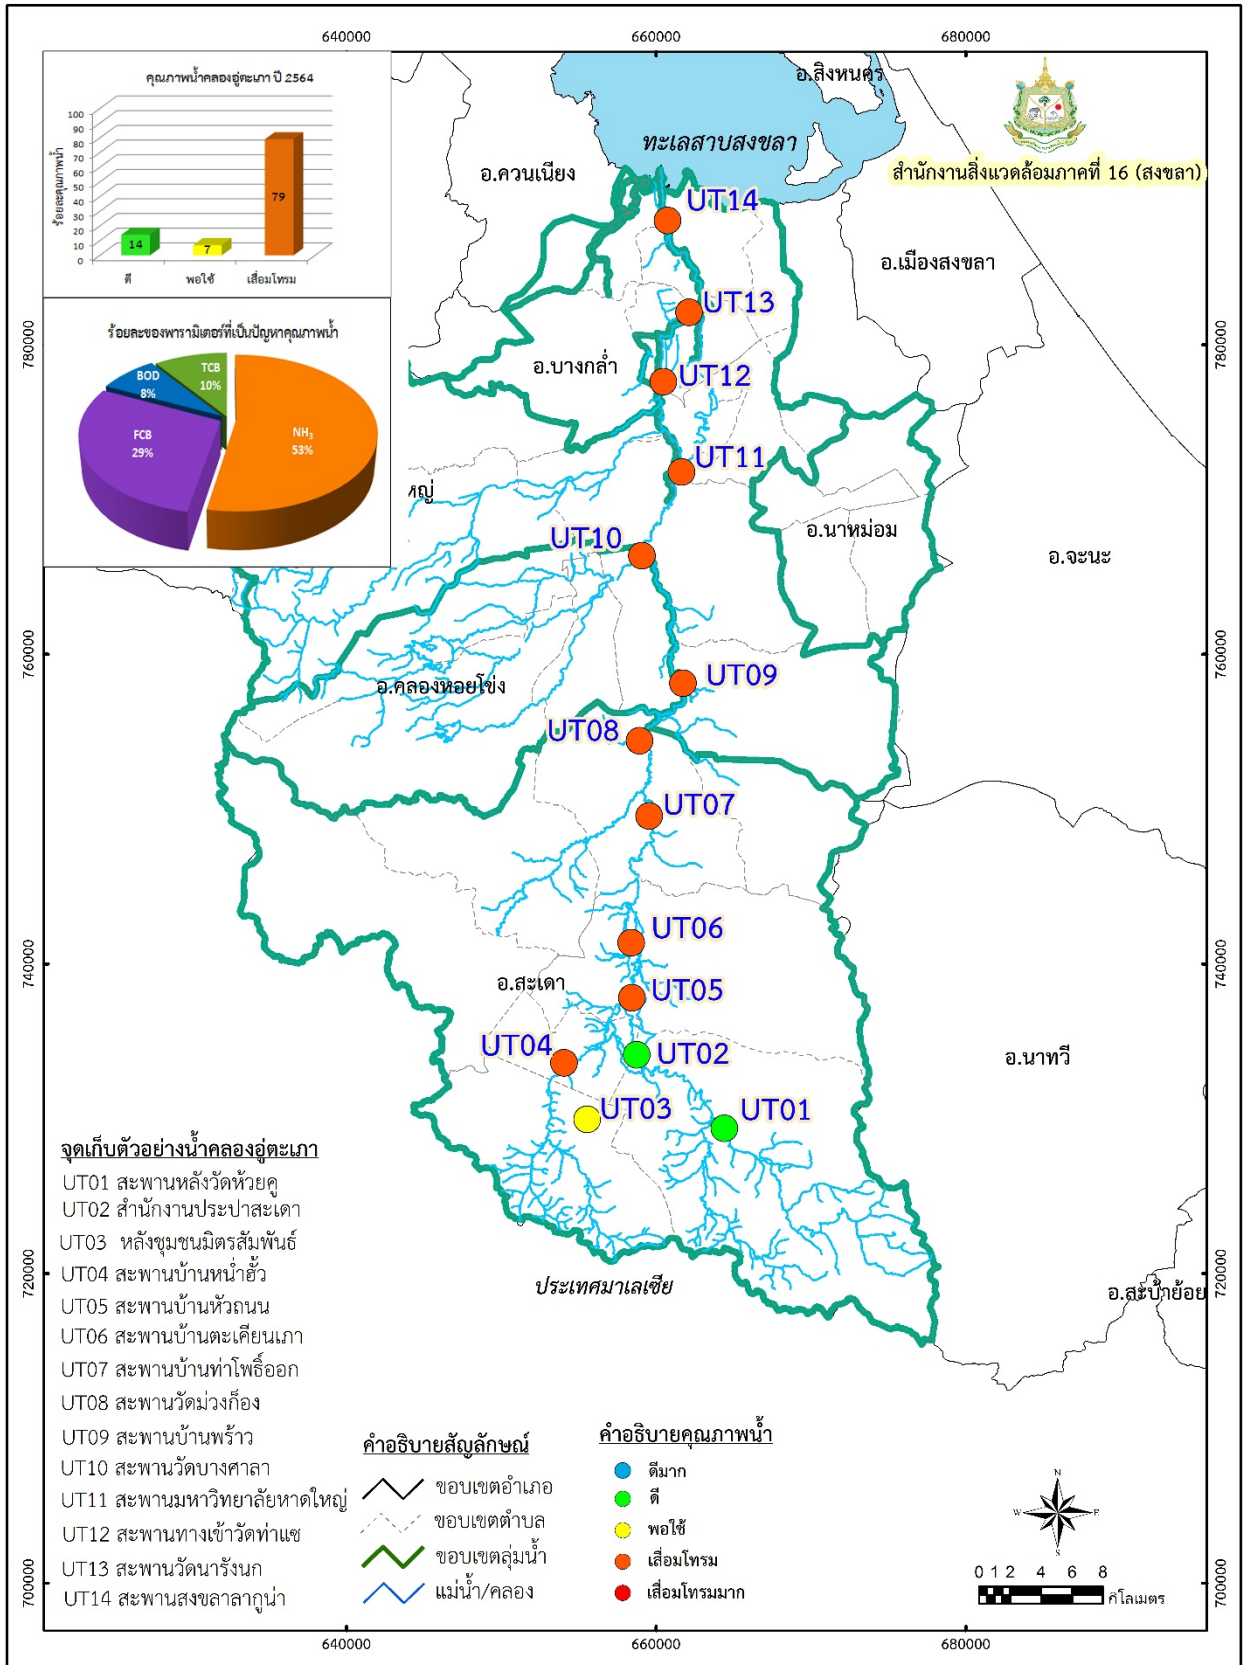 640000
660000
680000
คุณภาพน้ำคลองอู่ตะเภา ปี 2564
ร้อยละคุณภาพน้ำ
100
90
80
70
60
50
40
30
20
10
0
14
7
79
ดี
พอใช้
เสื่อมโทรม
ร้อยละของพารามิเตอร์ที่เป็นปัญหาคุณภาพน้ำ
BOD
8%
TCB
10%
FCB
29%
NH3
53%
อ.สิงหนคร
ทะเลสาบสงขลา
อ.ควนเนียง
สำนักงานสิ่งแวดล้อมภาคที่ 16 (สงขลา)
UT14
อ.เมืองสงขลา
UT13
780000
780000
อ.บางกล่ำ
UT12
UT11
หญ่
อ.นาหม่อม
UT10
อ.จะนะ
760000
760000
UT09
อ.คลองหอยโข่ง
UT08
UT07
UT06
740000
740000
อ.สะเดา
UT05
UT04
UT02
อ.นาทวี
UT03
UT01
720000
720000
ประเทศมาเลเซีย
อ.สะบ้าย้อย
จุดเก็บตัวอย่างน้ำคลองอู่ตะเภา
UT01 สะพานหลังวัดห้วยคู
UT02 สำนักงานประปาสะเดา
UT03 หลังชุมชนมิตรสัมพันธ์
UT04 สะพานบ้านหน่ำฮั้ว
UT05 สะพานบ้านหัวถนน
UT06 สะพานบ้านตะเคียนเภา
UT07 สะพานบ้านท่าโพธิ์ออก
UT08 สะพานวัดม่วงก็อง
UT09 สะพานบ้านพร้าว
UT10 สะพานวัดบางศาลา
UT11 สะพานมหาวิทยาลัยหาดใหญ่
UT12 สะพานทางเข้าวัดท่าแซ
UT13 สะพานวัดนารังนก
UT14 สะพานสงขลาลากูน่า
คำอธิบายสัญลักษณ์
ขอบเขตอำเภอ
ขอบเขตตำบล
ขอบเขตลุ่มน้ำ
แม่น้ำ/คลอง
คำอธิบายคุณภาพน้ำ
ดีมาก
ดี
พอใช้
เสื่อมโทรม
เสื่อมโทรมมาก
N
W
E
S
0 1 2 4 6 8
กิโลเมตร
700000
700000
640000
660000
680000